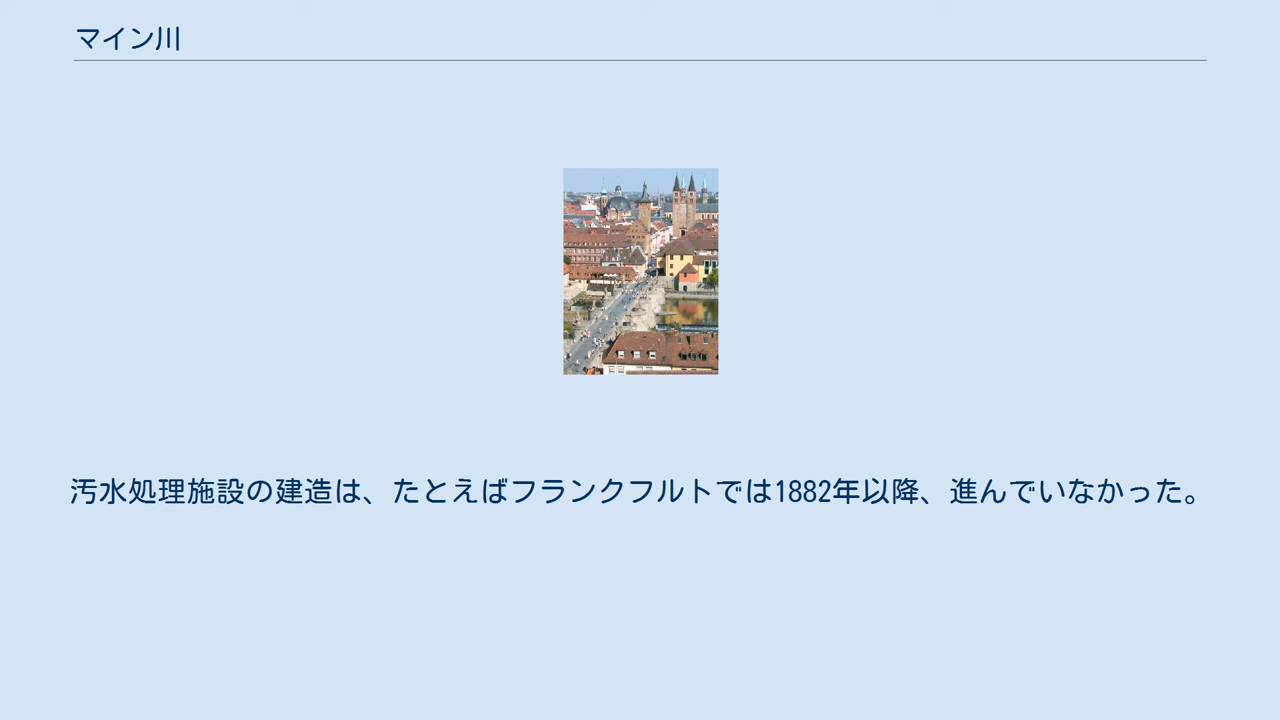 マイン川
汚水処理施設の建造は、たとえばフランクフルトでは1882年以降、進んでいなかった。